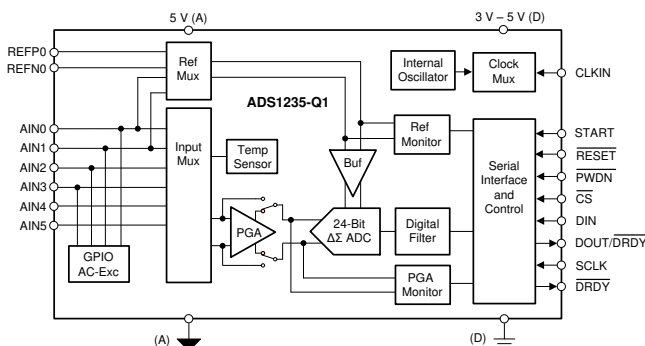 5 V (A)
3 V – 5 V (D)
REFP0
REFN0
Ref
Mux
Internal
Oscillator
Clock
Mux
CLKIN
ADS1235-Q1
AIN0
AIN1
AIN2
AIN3
AIN4
AIN5
Input
Mux
Temp
Sensor
Ref
Monitor
Buf
Serial
Interface
and
Control
START
RESET
PWDN
CS
DIN
DOUT/DRDY
SCLK
DRDY
PGA
24-Bit
ΔΣ ADC
Digital
Filter
GPIO
AC-Exc
PGA
Monitor
(A)
(D)